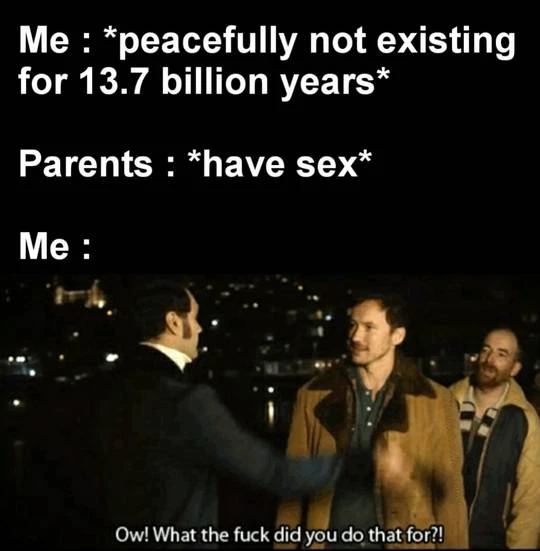 Me : *peacefully not existing
for 13.7 billion years*
Parents : *have sex*
Me :
Ow! What the fuck did you do that for?!